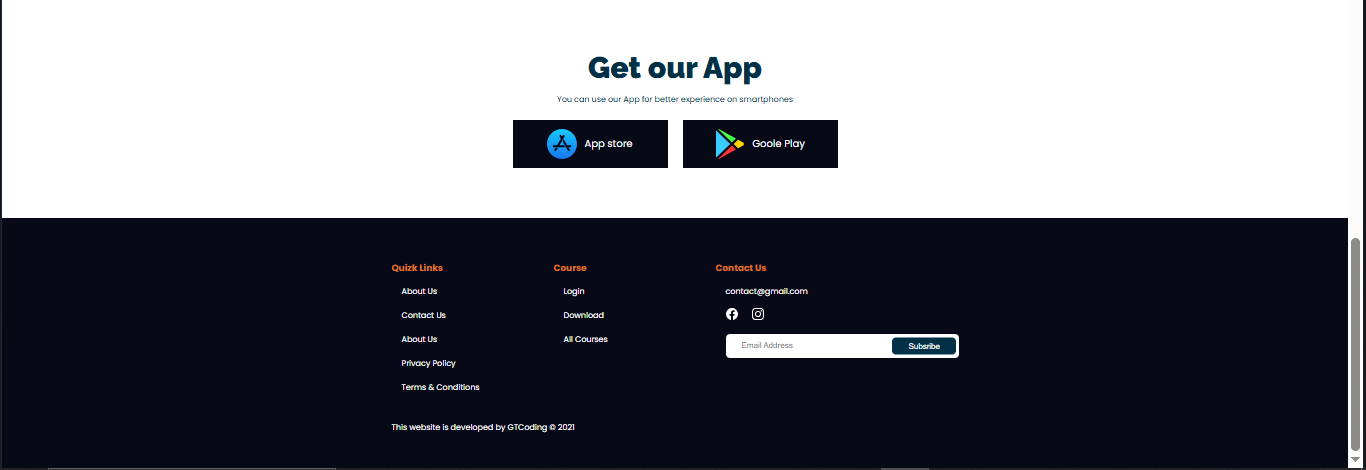 Get our App
You can use our App for better experience on smartphones
App store
Goole Play
Quizk Links
About Us
Contact Us
About Us
Privacy Policy
Terms & Conditions
Course
Login
Download
All Courses
Contact Us
contact@gmail.com
Email Address
Subsribe
This website is developed by GTCoding © 2021